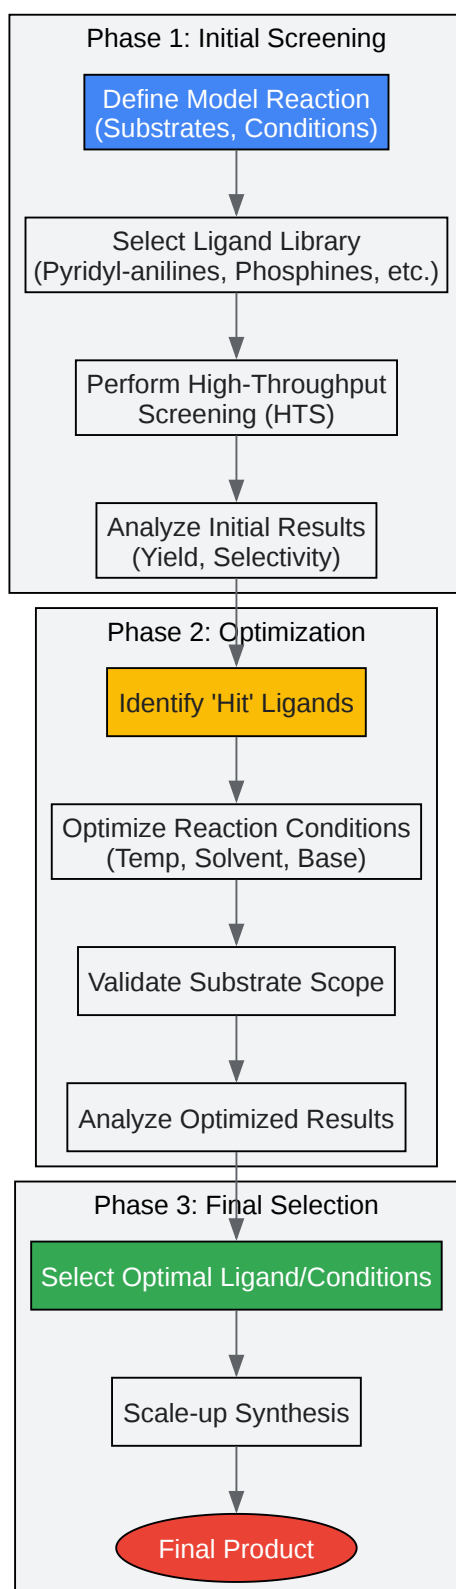 Phase 1: Initial Screening
Define Model Reaction
(Substrates, Conditions)
Select Ligand Library
(Pyridyl-anilines, Phosphines, etc.)
Perform High-Throughput
Screening (HTS)
Analyze Initial Results
(Yield, Selectivity)
Phase 2: Optimization
Identify 'Hit' Ligands
Optimize Reaction Conditions
(Temp, Solvent, Base)
Validate Substrate Scope
Analyze Optimized Results
Phase 3: Final Selection
Select Optimal Ligand/Conditions
Scale-up Synthesis
Final Product